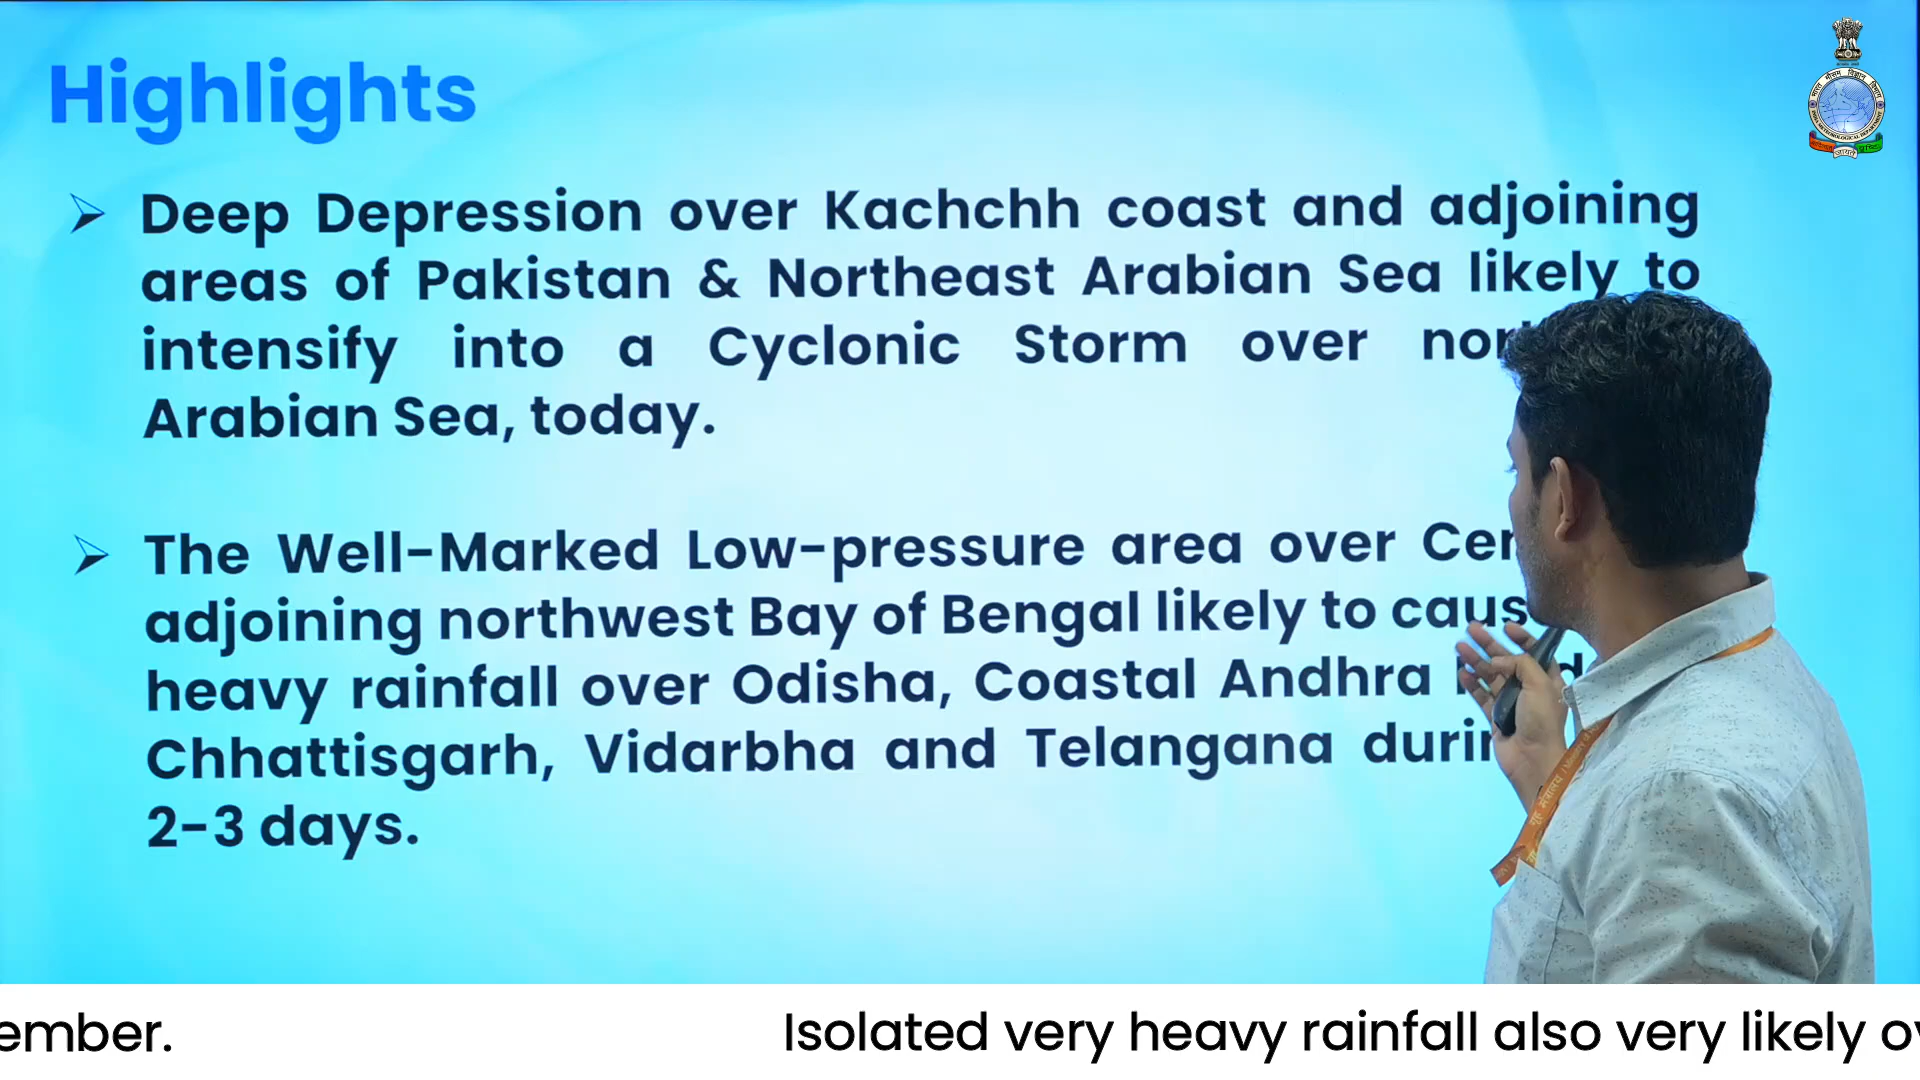 Highlights
Deep Depression over Kachchh coast and adjoining
areas of Pakistan & Northeast Arabian Sea likely to
intensify into a Cyclonic Storm over
Arabian Sea, today.
The Well-Marked Low-pressure area over
adjoining northwest Bay of Bengal likely to
heavy rainfall over Odisha, Coastal Andhra
Chhattisgarh, Vidarbha and Telangana
2-3 days.
ember.
Isolated very heavy rainfall also very likely